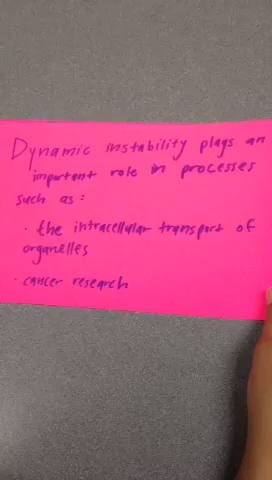 Dynamic instability plays an
important role in processes
such as:
· the intracellular transport of
organelles
· cancer research